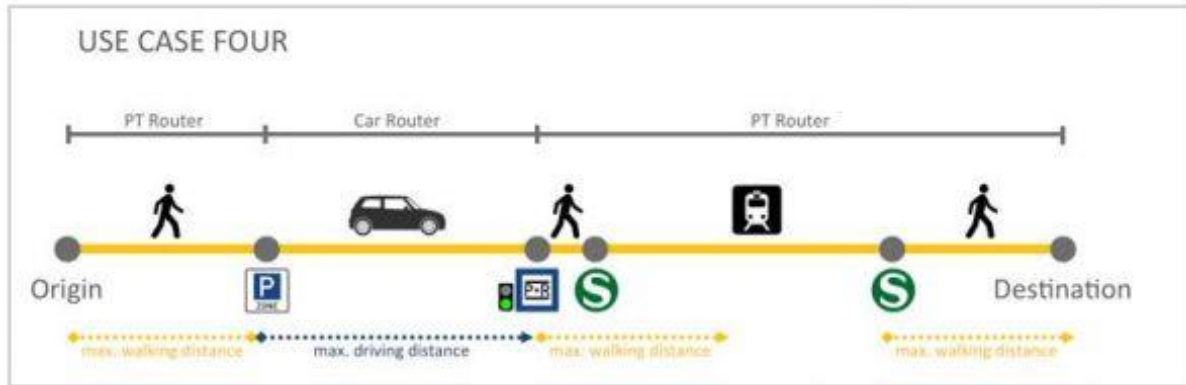 USE CASE FOUR
PT Router Car Router PT Router
P
ZONE
P+R
S
S
Origin
Destination
max. walking distance max. driving distance max. walking distance max. walking distance